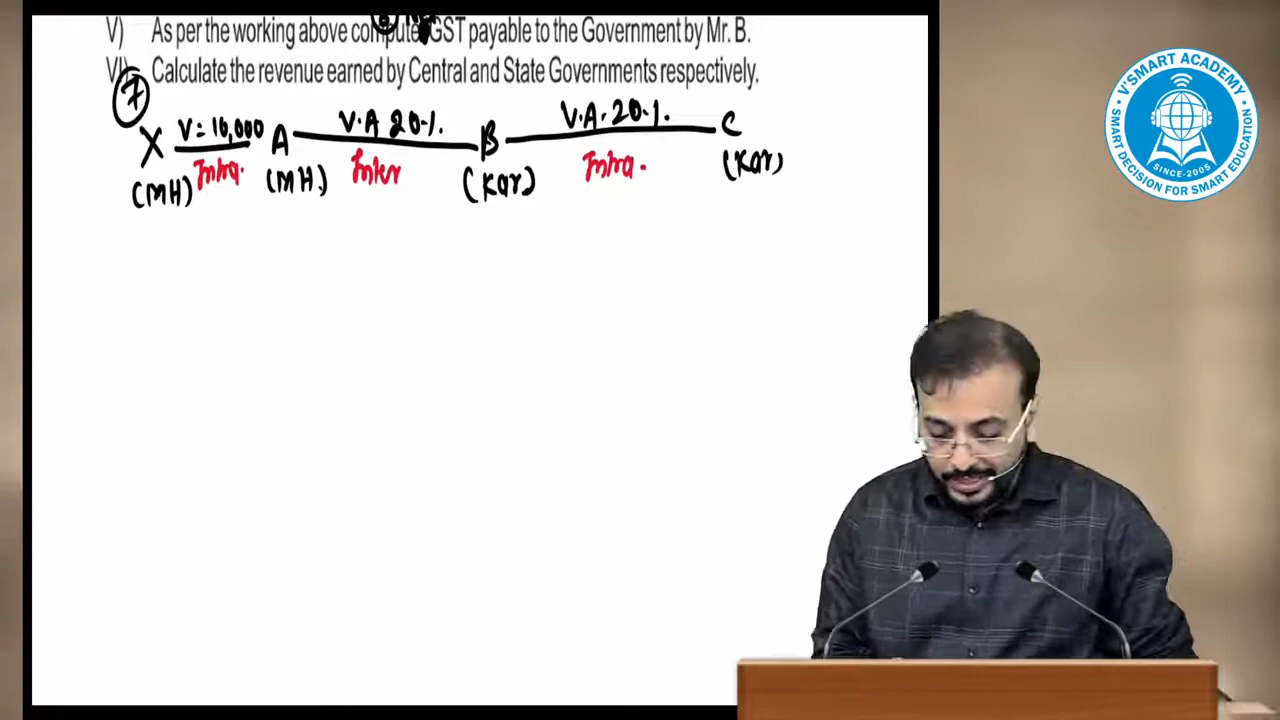 V) As per the working above compute GST payable to the Government by Mr. B.
VI) Calculate the revenue earned by Central and State Governments respectively.
7
X V = 10,000 A V.A 20%. B V.A. 20%. C
(MH) Intra. (MH) Inter (Kar) Intra. (Kar)
V'SMART ACADEMY
SINCE-2005
SMART DECISION FOR SMART EDUCATION